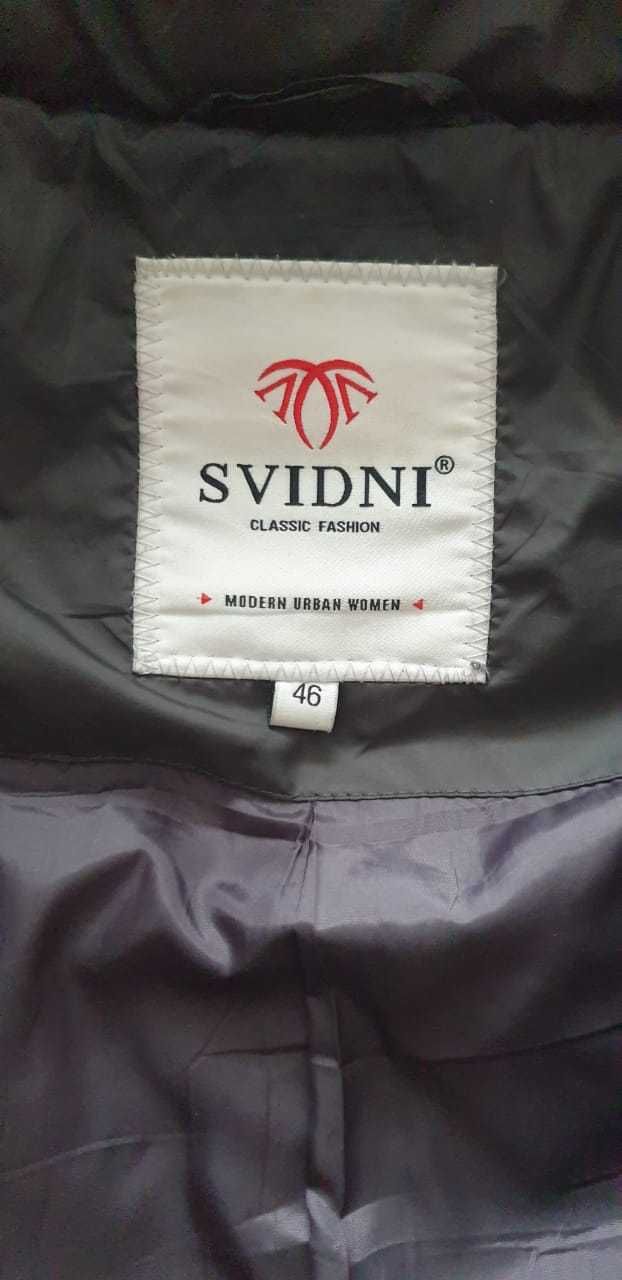 SVIDNI®
CLASSIC FASHION
MODERN URBAN WOMEN
46